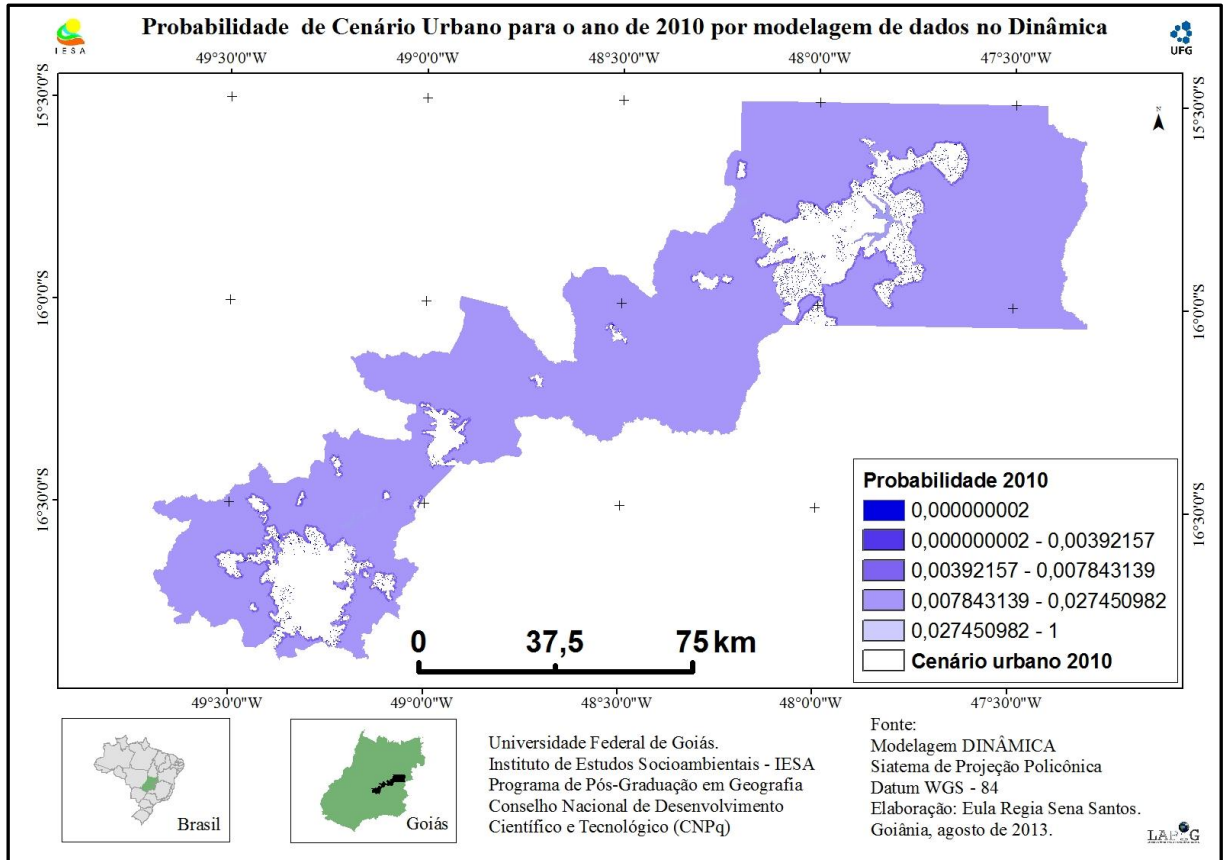 Probabilidade de Cenário Urbano para o ano de 2010 por modelagem de dados no Dinâmica
IESA
UFG
49°30'0"W
49°0'0"W
48°30'0"W
48°0'0"W
47°30'0"W
15°30'0"S
15°30'0"S
N
16°0'0"S
16°0'0"S
16°30'0"S
16°30'0"S
Probabilidade 2010
0,000000002
0,000000002 - 0,00392157
0,00392157 - 0,007843139
0,007843139 - 0,027450982
0,027450982 - 1
Cenário urbano 2010
0 37,5 75 km
49°30'0"W
49°0'0"W
48°30'0"W
48°0'0"W
47°30'0"W
Brasil
Goiás
Universidade Federal de Goiás.
Instituto de Estudos Socioambientais - IESA
Programa de Pós-Graduação em Geografia
Conselho Nacional de Desenvolvimento
Científico e Tecnológico (CNPq)
Fonte:
Modelagem DINÂMICA
Siatema de Projeção Policônica
Datum WGS - 84
Elaboração: Eula Regia Sena Santos.
Goiânia, agosto de 2013.
LAPIG